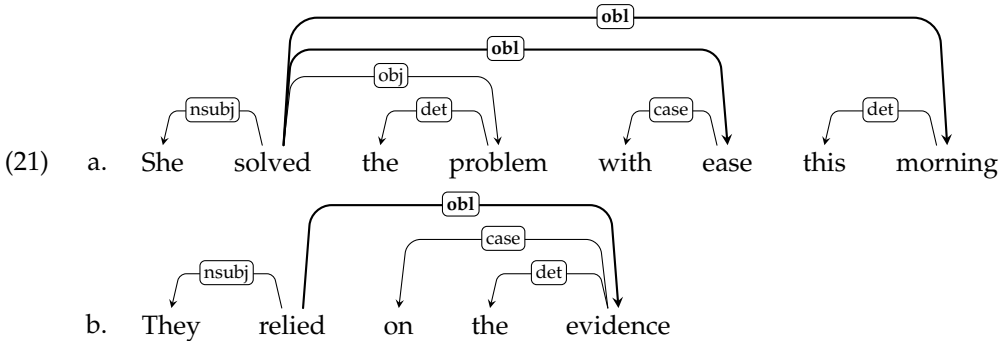 obl
obl
obj
nsubj det case det
(21) a. She solved the problem with ease this morning
obl
case
nsubj det
b. They relied on the evidence